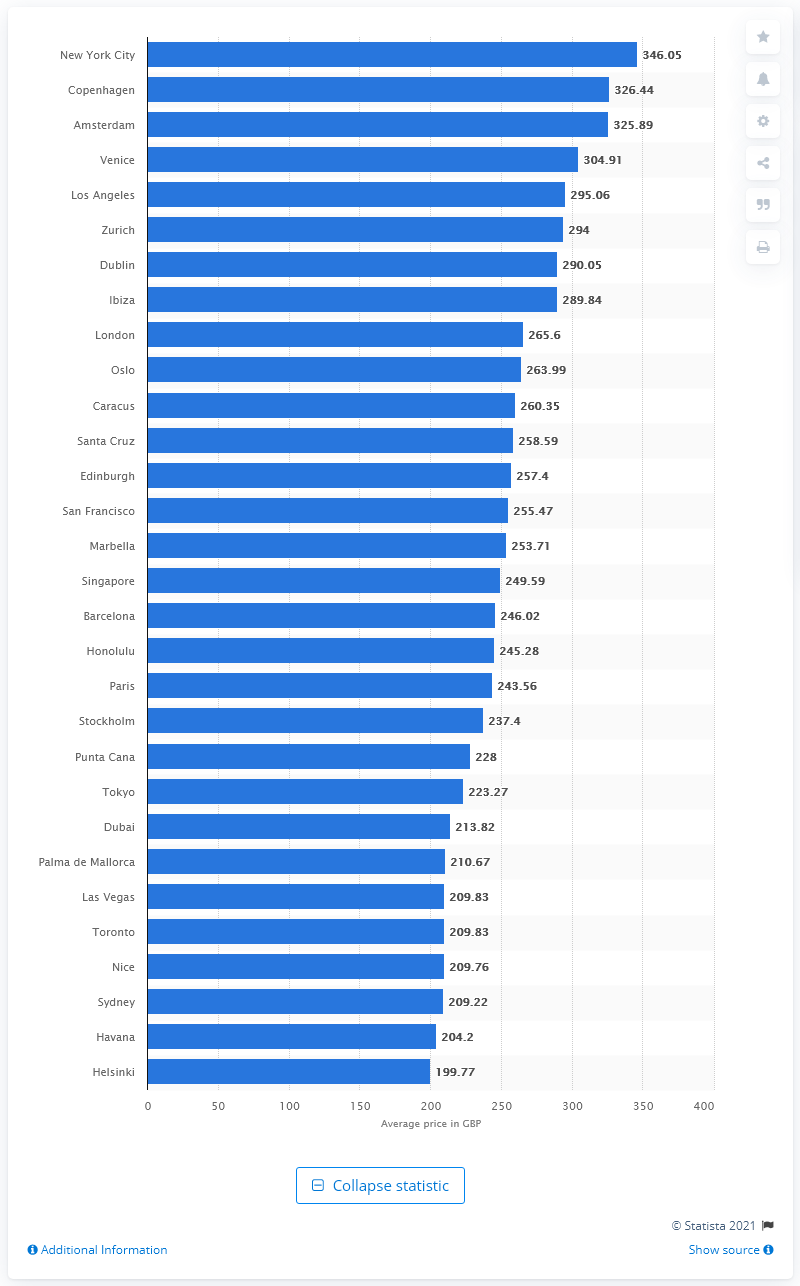 New York City 346.05
Copenhagen 326.44
Amsterdam 325.89
Venice 304.91
Los Angeles 295.06
Zurich 294
Dublin 290.05
Ibiza 289.84
London 265.6
Oslo 263.99
Caracus 260.35
Santa Cruz 258.59
Edinburgh 257.4
San Francisco 255.47
Marbella 253.71
Singapore 249.59
Barcelona 246.02
Honolulu 245.28
Paris 243.56
Stockholm 237.4
Punta Cana 228
Tokyo 223.27
Dubai 213.82
Palma de Mallorca 210.67
Las Vegas 209.83
Toronto 209.83
Nice 209.76
Sydney 209.22
Havana 204.2
Helsinki 199.77
0 50 100 150 200 250 300 350 400
Average price in GBP
Collapse statistic
© Statista 2021
Additional Information Show source